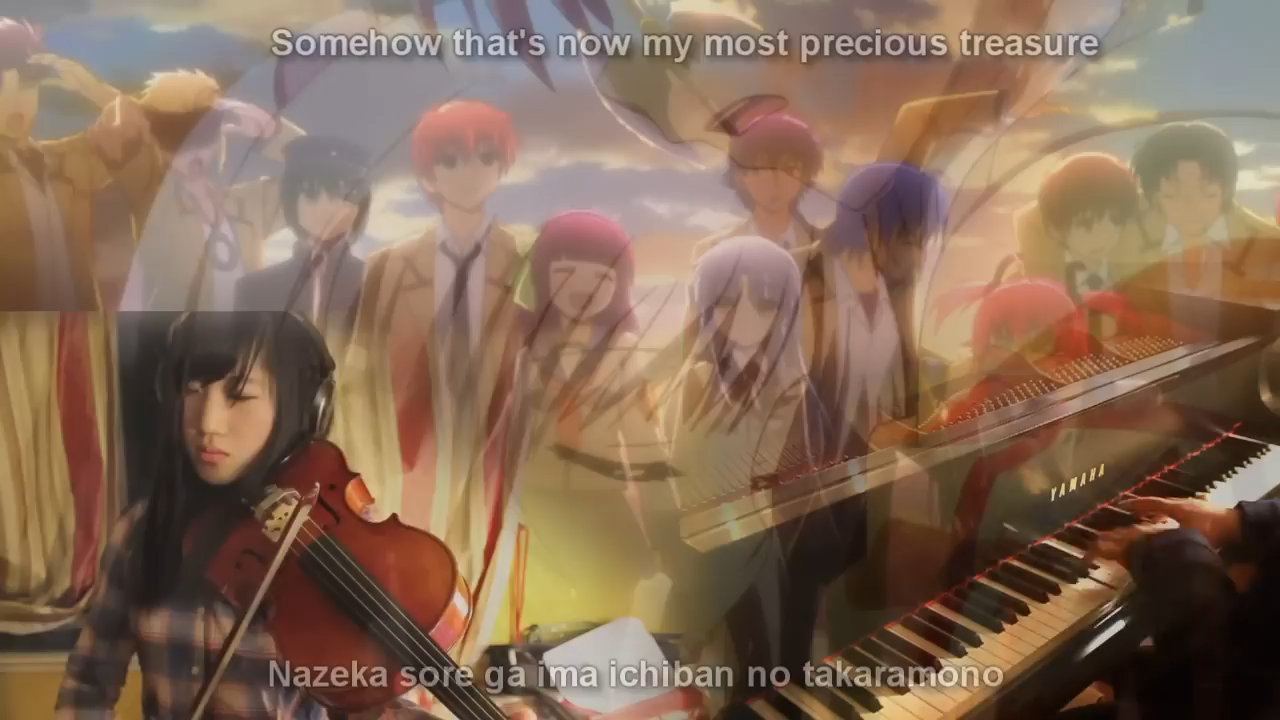 Somehow that's now my most precious treasure
YAMAHA
Nazeka sore ga ima ichiban no takaramono